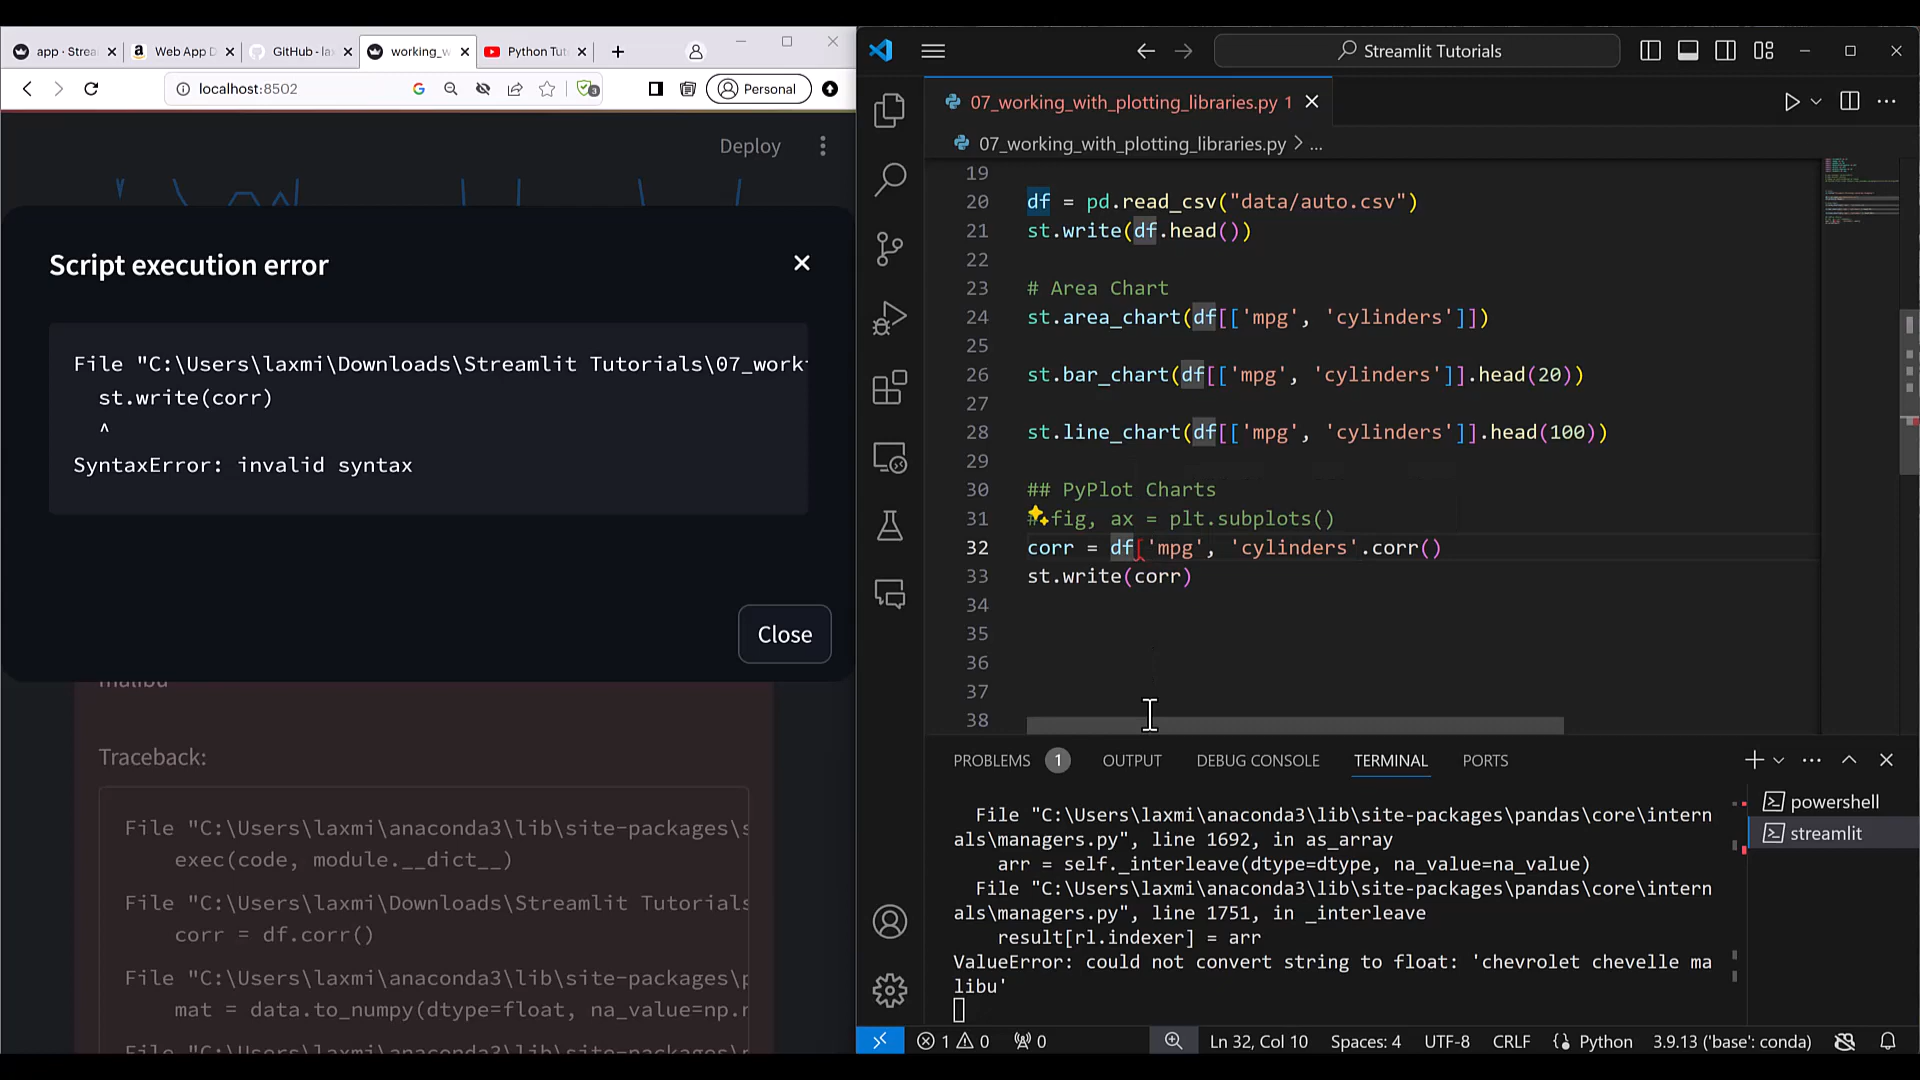 app · Strea
Web App D
GitHub - la
working_w
Python Tut
localhost:8502
Personal
Deploy
Script execution error
File "C:\Users\laxmi\Downloads\Streamlit Tutorials\07_work
st.write(corr)
^
SyntaxError: invalid syntax
Close
malibu
Traceback:
File "C:\Users\laxmi\anaconda3\lib\site-packages\s
exec(code, module.__dict__)
File "C:\Users\laxmi\Downloads\Streamlit Tutorials
corr = df.corr()
File "C:\Users\laxmi\anaconda3\lib\site-packages\p
mat = data.to_numpy(dtype=float, na_value=np.n
File "C:\Users\laxmi\anaconda3\lib\site-packages\
Streamlit Tutorials
07_working_with_plotting_libraries.py 1
07_working_with_plotting_libraries.py > ...
19
20 df = pd.read_csv("data/auto.csv")
21 st.write(df.head())
22
23 # Area Chart
24 st.area_chart(df[['mpg', 'cylinders']])
25
26 st.bar_chart(df[['mpg', 'cylinders']].head(20))
27
28 st.line_chart(df[['mpg', 'cylinders']].head(100))
29
30 ## PyPlot Charts
31 # fig, ax = plt.subplots()
32 corr = df['mpg', 'cylinders'.corr()
33 st.write(corr)
34
35
36
37
38
PROBLEMS 1 OUTPUT DEBUG CONSOLE TERMINAL PORTS
File "C:\Users\laxmi\anaconda3\lib\site-packages\pandas\core\intern
als\managers.py", line 1692, in as_array
arr = self._interleave(dtype=dtype, na_value=na_value)
File "C:\Users\laxmi\anaconda3\lib\site-packages\pandas\core\intern
als\managers.py", line 1751, in _interleave
result[rl.indexer] = arr
ValueError: could not convert string to float: 'chevrolet chevelle ma
libu'
powershell
streamlit
1 0 0 Ln 32, Col 10 Spaces: 4 UTF-8 CRLF Python 3.9.13 ('base': conda)